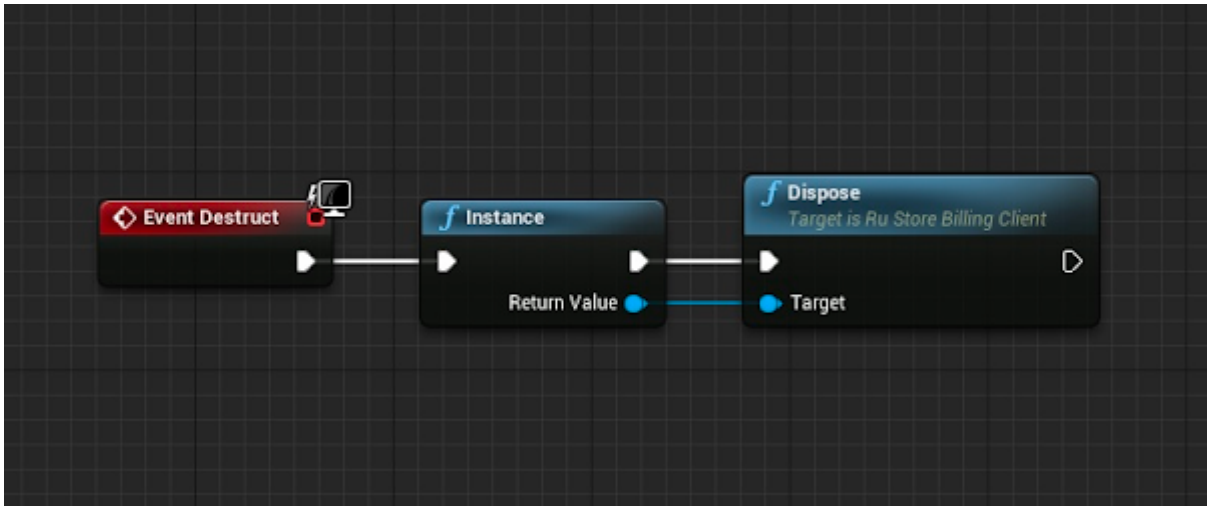 Event Destruct
Instance
Return Value
Dispose
Target is Ru Store Billing Client
Target